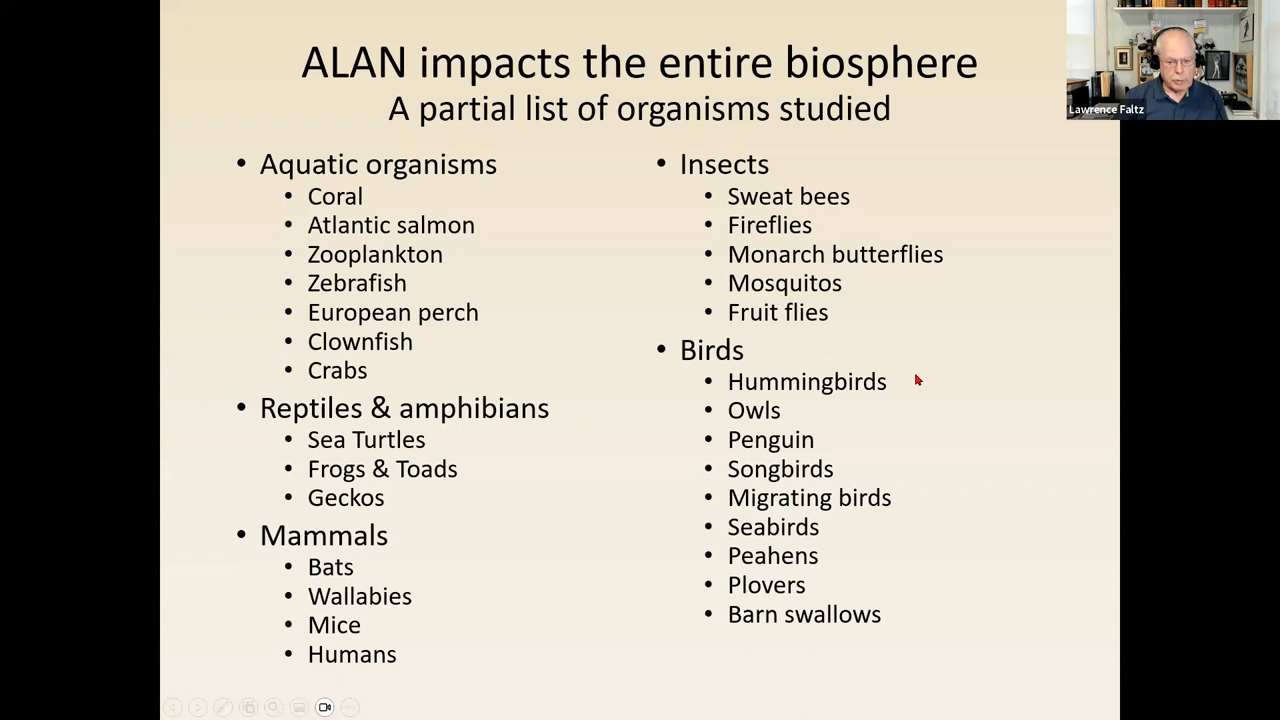 ALAN impacts the entire biosphere
A partial list of organisms studied
• Aquatic organisms
• Coral
• Atlantic salmon
• Zooplankton
• Zebrafish
• European perch
• Clownfish
• Crabs
• Reptiles & amphibians
• Sea Turtles
• Frogs & Toads
• Geckos
• Mammals
• Bats
• Wallabies
• Mice
• Humans
• Insects
• Sweat bees
• Fireflies
• Monarch butterflies
• Mosquitos
• Fruit flies
• Birds
• Hummingbirds
• Owls
• Penguin
• Songbirds
• Migrating birds
• Seabirds
• Peahens
• Plovers
• Barn swallows
Lawrence Faltz